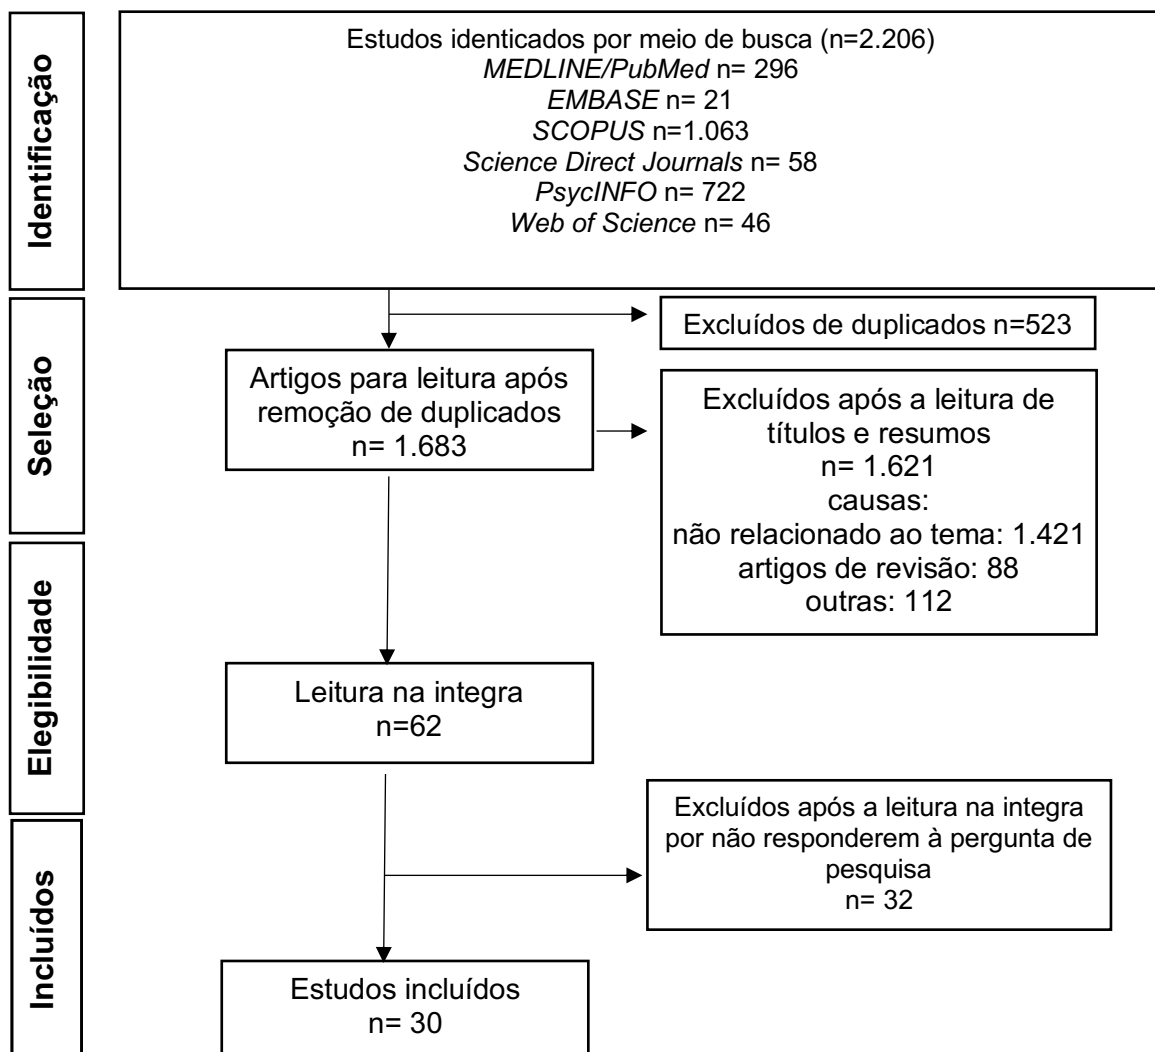 Identificação
Estudos identicados por meio de busca (n=2.206)
MEDLINE/PubMed n= 296
EMBASE n= 21
SCOPUS n=1.063
Science Direct Journals n= 58
PsycINFO n= 722
Web of Science n= 46
Seleção
Excluídos de duplicados n=523
Artigos para leitura após
remoção de duplicados
n= 1.683
Excluídos após a leitura de
títulos e resumos
n= 1.621
causas:
não relacionado ao tema: 1.421
artigos de revisão: 88
outras: 112
Elegibilidade
Leitura na integra
n=62
Excluídos após a leitura na integra
por não responderem à pergunta de
pesquisa
n= 32
Incluídos
Estudos incluídos
n= 30